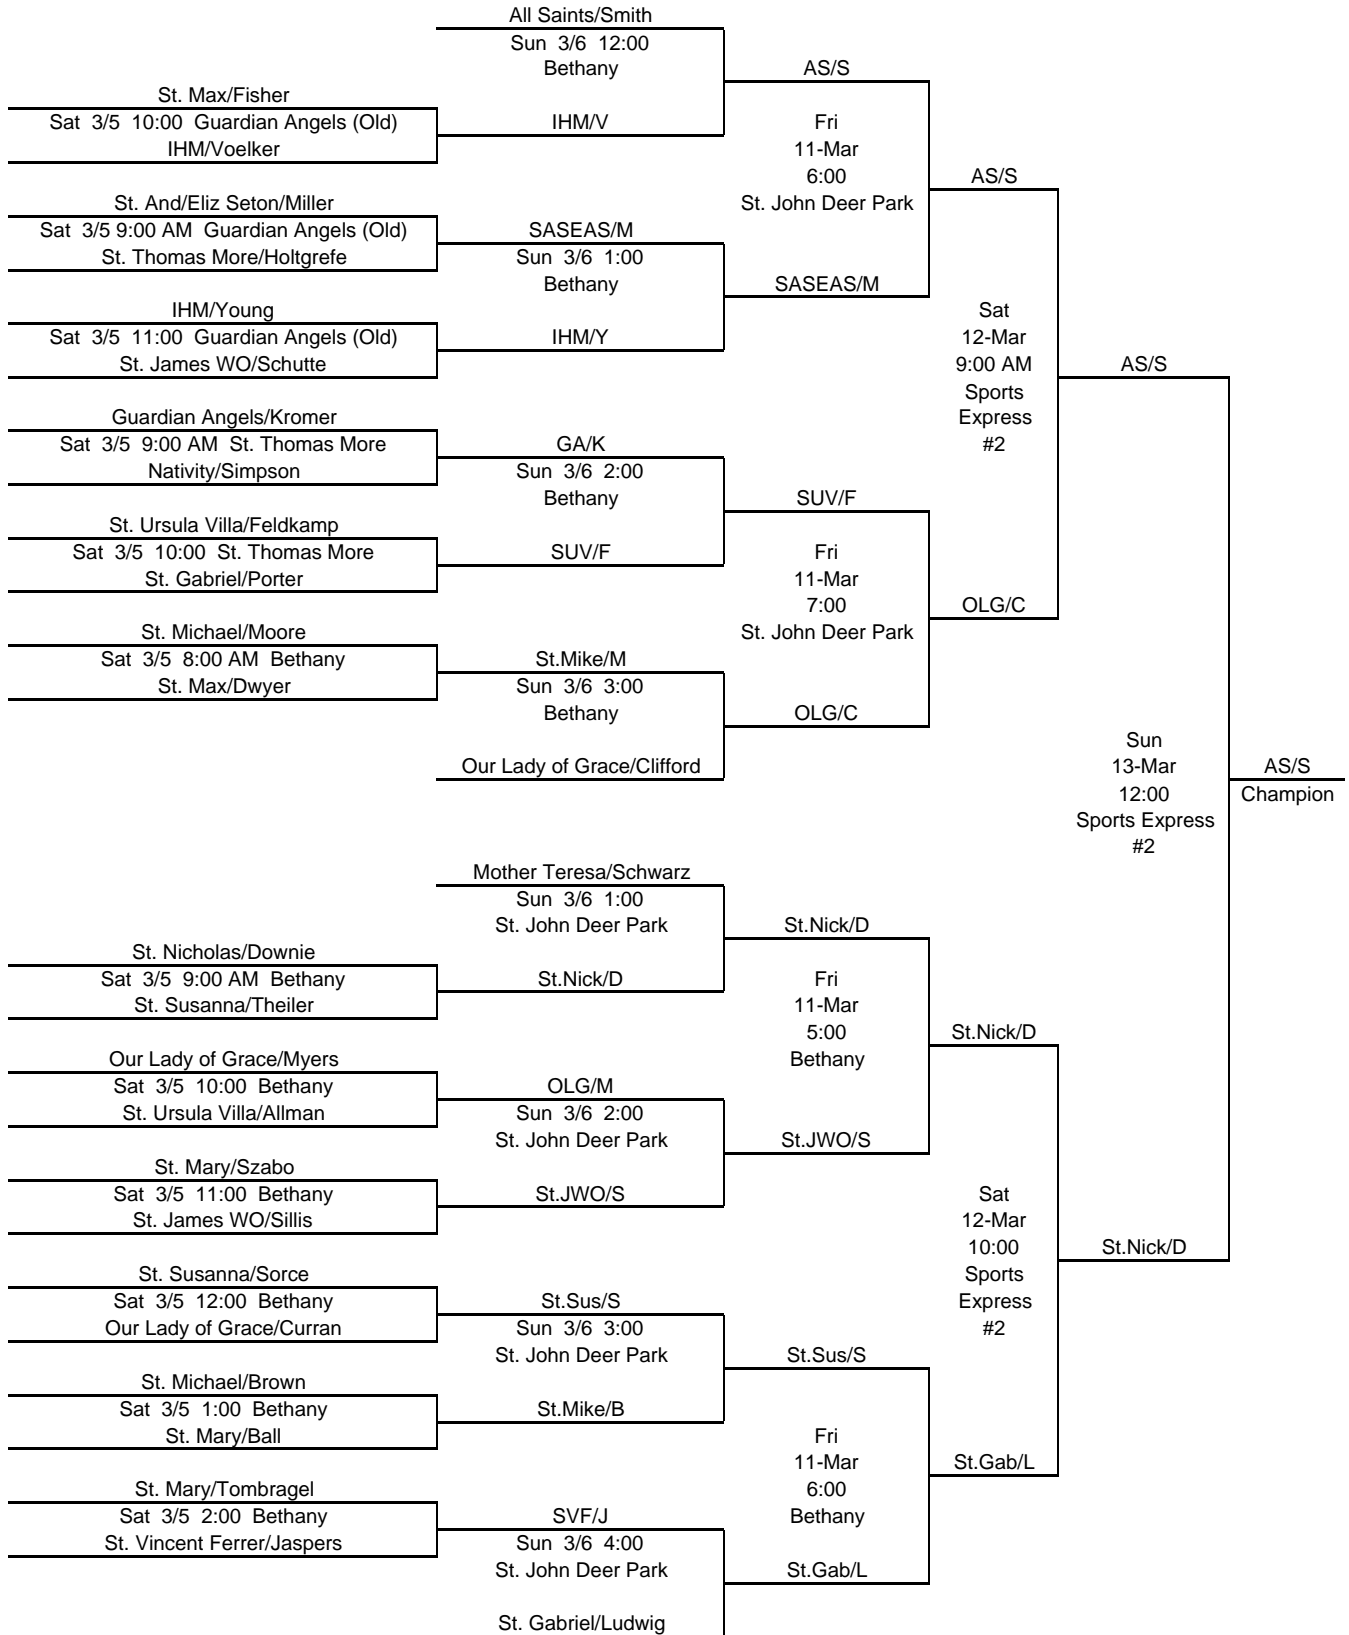 All Saints/Smith
Sun 3/6 12:00
Bethany
AS/S
St. Max/Fisher
Sat 3/5 10:00 Guardian Angels (Old)
IHM/Voelker
IHM/V
Fri
11-Mar
6:00
St. John Deer Park
AS/S
St. And/Eliz Seton/Miller
Sat 3/5 9:00 AM Guardian Angels (Old)
St. Thomas More/Holtgrefe
SASEAS/M
Sun 3/6 1:00
Bethany
SASEAS/M
IHM/Young
Sat 3/5 11:00 Guardian Angels (Old)
St. James WO/Schutte
IHM/Y
Sat
12-Mar
9:00 AM
Sports
Express
#2
AS/S
Guardian Angels/Kromer
Sat 3/5 9:00 AM St. Thomas More
Nativity/Simpson
GA/K
Sun 3/6 2:00
Bethany
SUV/F
St. Ursula Villa/Feldkamp
Sat 3/5 10:00 St. Thomas More
St. Gabriel/Porter
SUV/F
Fri
11-Mar
7:00
St. John Deer Park
OLG/C
St. Michael/Moore
Sat 3/5 8:00 AM Bethany
St. Max/Dwyer
St.Mike/M
Sun 3/6 3:00
Bethany
OLG/C
Our Lady of Grace/Clifford
Sun
13-Mar
12:00
Sports Express
#2
AS/S
Champion
Mother Teresa/Schwarz
Sun 3/6 1:00
St. John Deer Park
St.Nick/D
St. Nicholas/Downie
Sat 3/5 9:00 AM Bethany
St. Susanna/Theiler
St.Nick/D
Fri
11-Mar
5:00
Bethany
St.Nick/D
Our Lady of Grace/Myers
Sat 3/5 10:00 Bethany
St. Ursula Villa/Allman
OLG/M
Sun 3/6 2:00
St. John Deer Park
St.JWO/S
St. Mary/Szabo
Sat 3/5 11:00 Bethany
St. James WO/Sillis
St.JWO/S
Sat
12-Mar
10:00
Sports
Express
#2
St.Nick/D
St. Susanna/Sorce
Sat 3/5 12:00 Bethany
Our Lady of Grace/Curran
St.Sus/S
Sun 3/6 3:00
St. John Deer Park
St.Sus/S
St. Michael/Brown
Sat 3/5 1:00 Bethany
St. Mary/Ball
St.Mike/B
Fri
11-Mar
6:00
Bethany
St.Gab/L
St. Mary/Tombragel
Sat 3/5 2:00 Bethany
St. Vincent Ferrer/Jaspers
SVF/J
Sun 3/6 4:00
St. John Deer Park
St.Gab/L
St. Gabriel/Ludwig